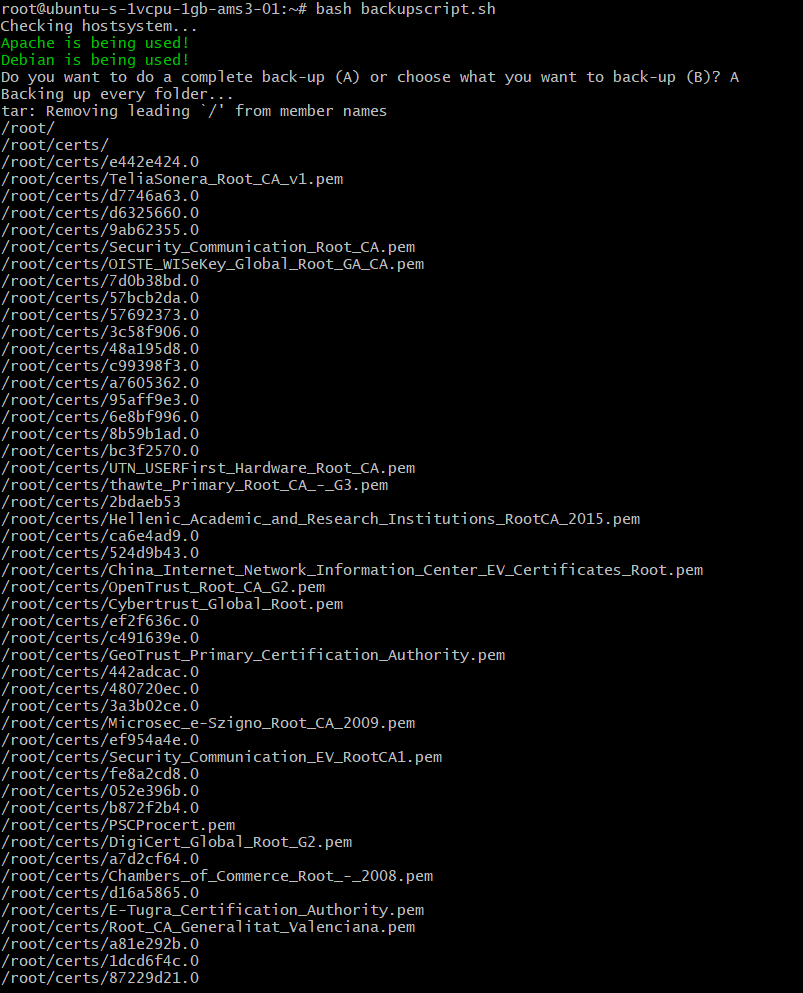 root@ubuntu-s-1vcpu-1gb-ams3-01:~# bash backupscript.sh
Checking hostsystem...
Apache is being used!
Debian is being used!
Do you want to do a complete back-up (A) or choose what you want to back-up (B)? A
Backing up every folder...
tar: Removing leading `/' from member names
/root/
/root/certs/
/root/certs/e442e424.0
/root/certs/TeliaSonera_Root_CA_v1.pem
/root/certs/d7746a63.0
/root/certs/d6325660.0
/root/certs/9ab62355.0
/root/certs/Security_Communication_Root_CA.pem
/root/certs/OISTE_WISeKey_Global_Root_GA_CA.pem
/root/certs/7d0b38bd.0
/root/certs/57bcb2da.0
/root/certs/57692373.0
/root/certs/3c58f906.0
/root/certs/48a195d8.0
/root/certs/c99398f3.0
/root/certs/a7605362.0
/root/certs/95aff9e3.0
/root/certs/6e8bf996.0
/root/certs/8b59b1ad.0
/root/certs/bc3f2570.0
/root/certs/UTN_USERFirst_Hardware_Root_CA.pem
/root/certs/thawte_Primary_Root_CA_-_G3.pem
/root/certs/2bdaeb53
/root/certs/Hellenic_Academic_and_Research_Institutions_RootCA_2015.pem
/root/certs/ca6e4ad9.0
/root/certs/524d9b43.0
/root/certs/China_Internet_Network_Information_Center_EV_Certificates_Root.pem
/root/certs/OpenTrust_Root_CA_G2.pem
/root/certs/Cybertrust_Global_Root.pem
/root/certs/ef2f636c.0
/root/certs/c491639e.0
/root/certs/GeoTrust_Primary_Certification_Authority.pem
/root/certs/442adcac.0
/root/certs/480720ec.0
/root/certs/3a3b02ce.0
/root/certs/Microsec_e-Szigno_Root_CA_2009.pem
/root/certs/ef954a4e.0
/root/certs/Security_Communication_EV_RootCA1.pem
/root/certs/fe8a2cd8.0
/root/certs/052e396b.0
/root/certs/b872f2b4.0
/root/certs/PSCProcert.pem
/root/certs/DigiCert_Global_Root_G2.pem
/root/certs/a7d2cf64.0
/root/certs/Chambers_of_Commerce_Root_-_2008.pem
/root/certs/d16a5865.0
/root/certs/E-Tugra_Certification_Authority.pem
/root/certs/Root_CA_Generalitat_Valenciana.pem
/root/certs/a81e292b.0
/root/certs/1dcd6f4c.0
/root/certs/87229d21.0